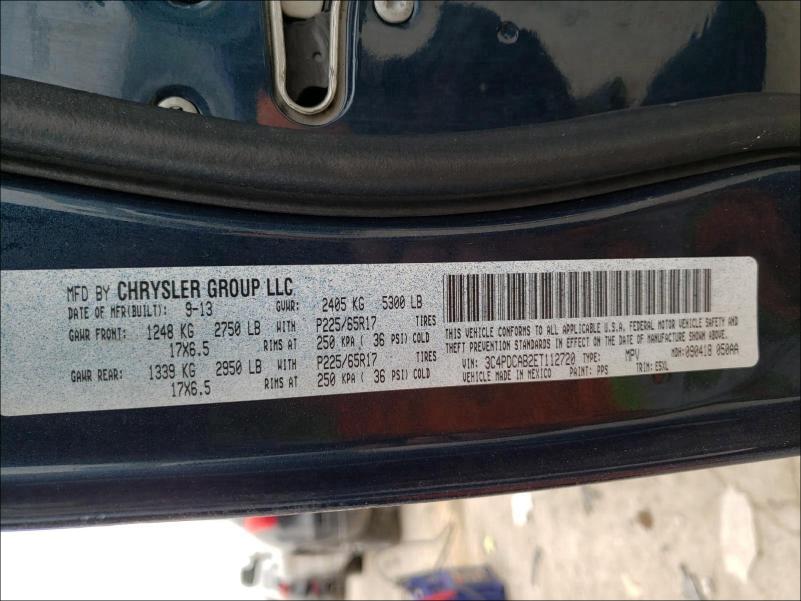 MFD BY CHRYSLER GROUP LLC
DATE OF MFR(BUILT): 9-13 GVWR: 2405 KG 5300 LB
GAWR FRONT: 1248 KG 2750 LB WITH P225/65R17 TIRES
17X6.5 RIMS AT 250 KPA ( 36 PSI) COLD
GAWR REAR: 1339 KG 2950 LB WITH P225/65R17 TIRES
17X6.5 RIMS AT 250 KPA ( 36 PSI) COLD
THIS VEHICLE CONFORMS TO ALL APPLICABLE U.S.A. FEDERAL MOTOR VEHICLE SAFETY AND
THEFT PREVENTION STANDARDS IN EFFECT ON THE DATE OF MANUFACTURE SHOWN ABOVE.
VIN: 3C4PDCAB2ET112720 TYPE: MPV MDH: 090418 050AA
VEHICLE MADE IN MEXICO PAINT: PPS TRIM: E5XL